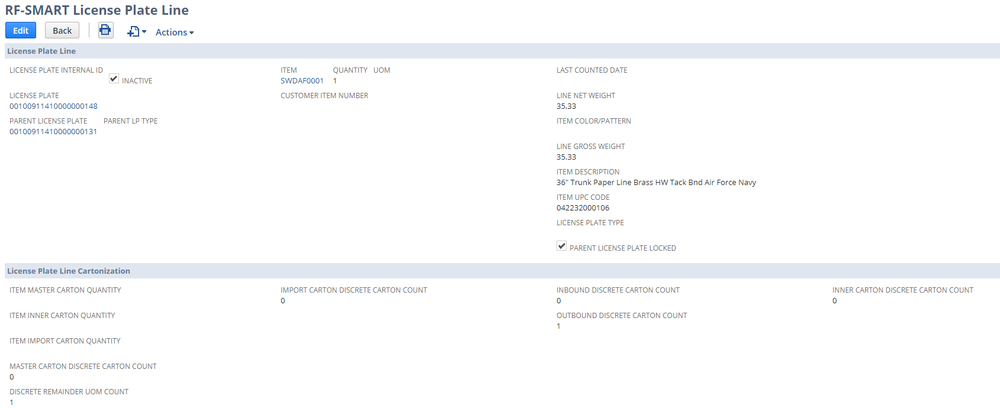 RF-SMART License Plate Line
Edit
Back
Actions
License Plate Line
LICENSE PLATE INTERNAL ID
INACTIVE
LICENSE PLATE
00100911410000000148
PARENT LICENSE PLATE
00100911410000000131
PARENT LP TYPE
ITEM
SWDAF0001
QUANTITY
1
UOM
CUSTOMER ITEM NUMBER
LAST COUNTED DATE
LINE NET WEIGHT
35.33
ITEM COLOR/PATTERN
LINE GROSS WEIGHT
35.33
ITEM DESCRIPTION
36" Trunk Paper Line Brass HW Tack Bnd Air Force Navy
ITEM UPC CODE
042232000106
LICENSE PLATE TYPE
PARENT LICENSE PLATE LOCKED
License Plate Line Cartonization
ITEM MASTER CARTON QUANTITY
ITEM INNER CARTON QUANTITY
ITEM IMPORT CARTON QUANTITY
MASTER CARTON DISCRETE CARTON COUNT
0
DISCRETE REMAINDER UOM COUNT
1
IMPORT CARTON DISCRETE CARTON COUNT
0
INBOUND DISCRETE CARTON COUNT
0
OUTBOUND DISCRETE CARTON COUNT
1
INNER CARTON DISCRETE CARTON COUNT
0